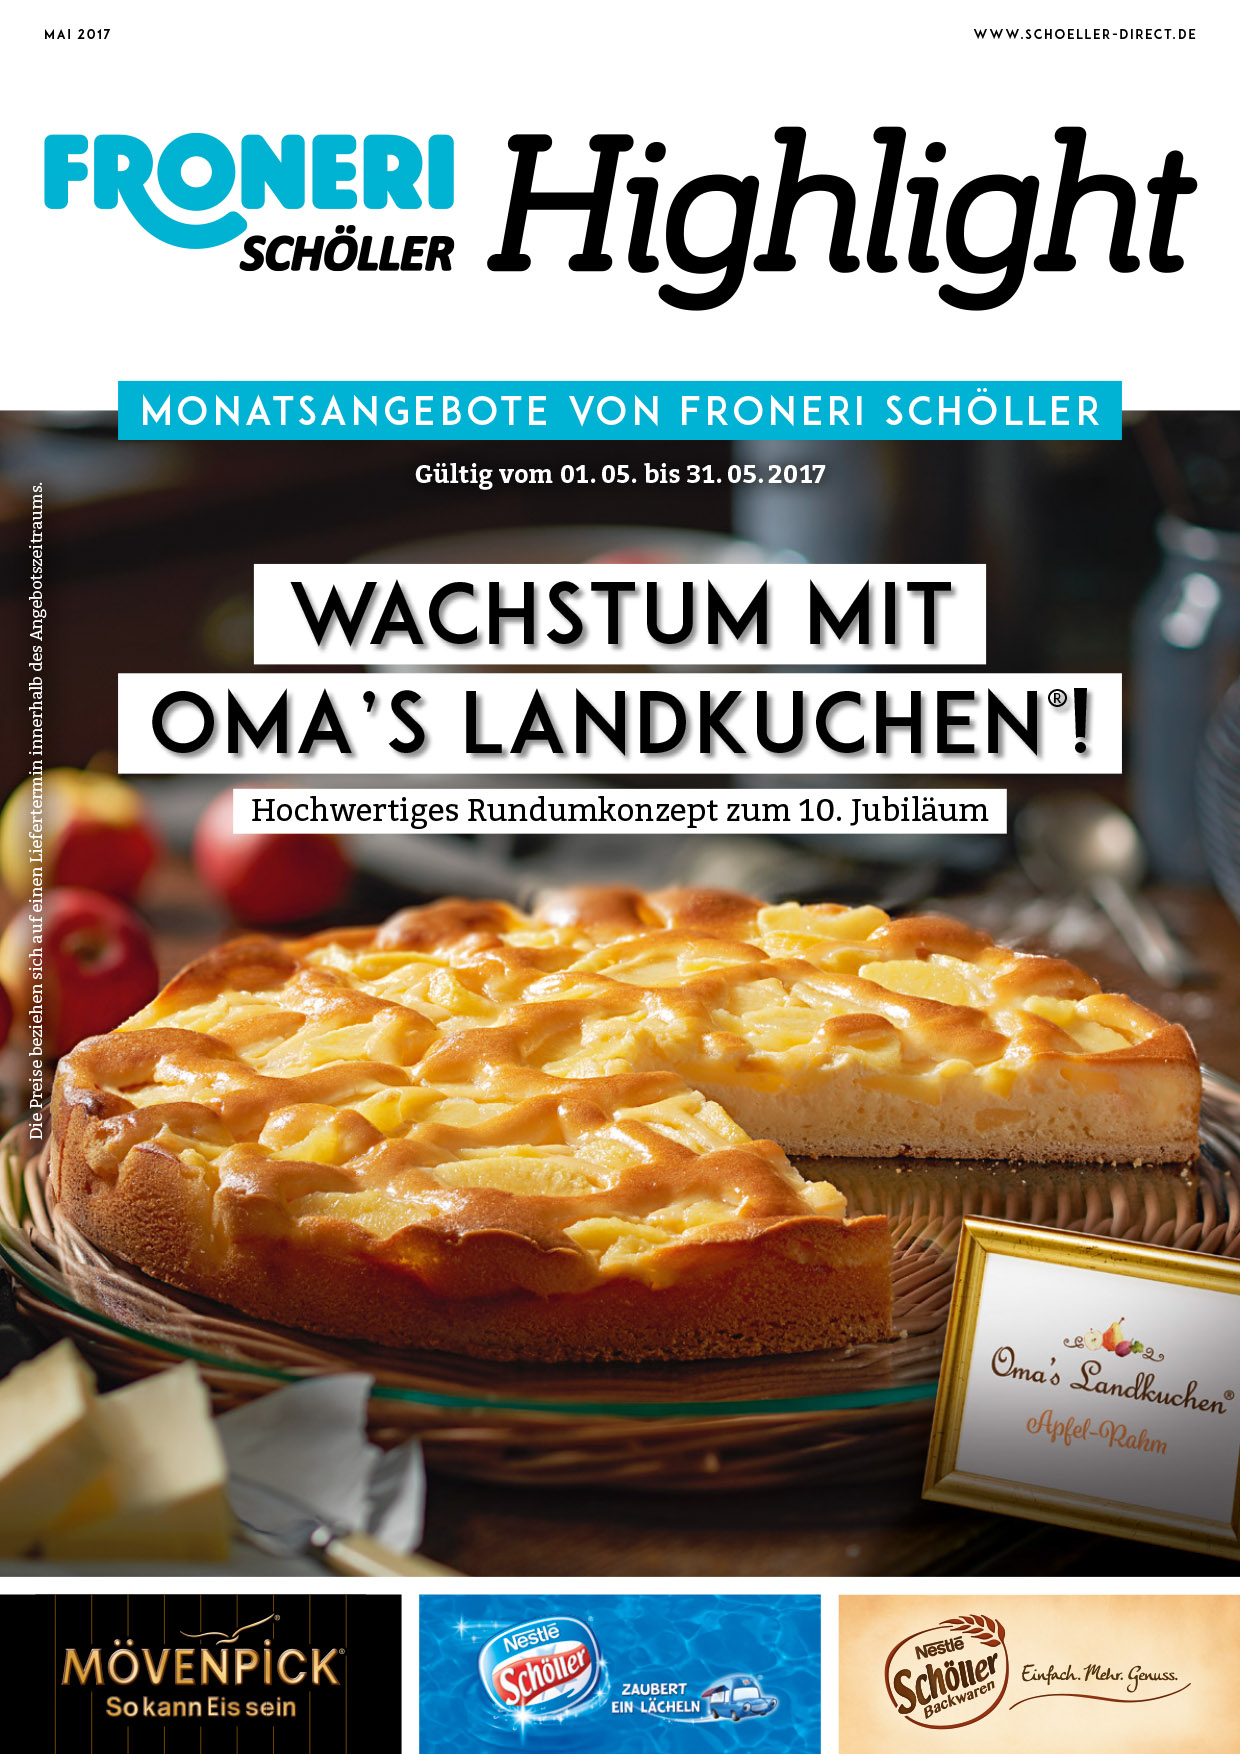 MAI 2017
WWW.SCHOELLER-DIRECT.DE
FRONERI
SCHÖLLER
Highlight
MONATSANGEBOTE VON FRONERI SCHÖLLER
Gültig vom 01. 05. bis 31. 05. 2017
WACHSTUM MIT
OMA’S LANDKUCHEN®!
Hochwertiges Rundumkonzept zum 10. Jubiläum
Die Preise beziehen sich auf einen Liefertermin innerhalb des Angebotszeitraums.
Oma's Landkuchen®
Apfel-Rahm
MÖVENPICK®
So kann Eis sein
Nestlé®
Schöller
ZAUBERT
EIN LÄCHELN
Nestlé
Schöller
Backwaren
Einfach. Mehr. Genuss.